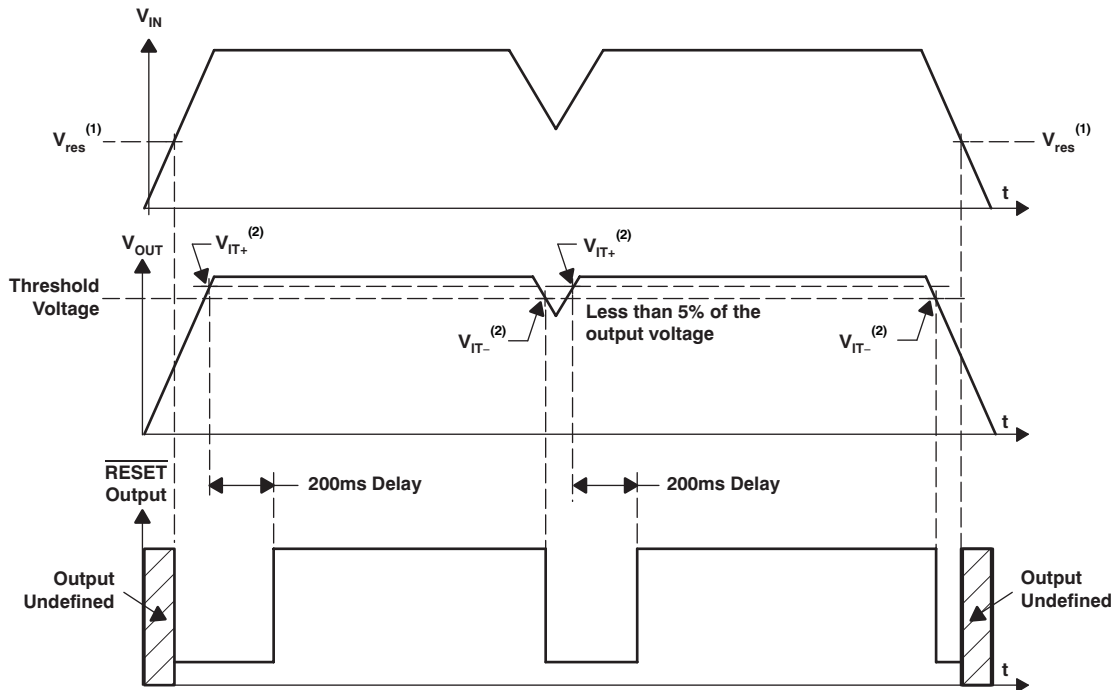 V_IN
V_res (1)
V_res (1)
t
V_OUT
V_IT+ (2)
V_IT+ (2)
Threshold
Voltage
Less than 5% of the
output voltage
V_IT– (2)
V_IT– (2)
t
RESET
Output
200ms Delay
200ms Delay
Output
Undefined
Output
Undefined
t